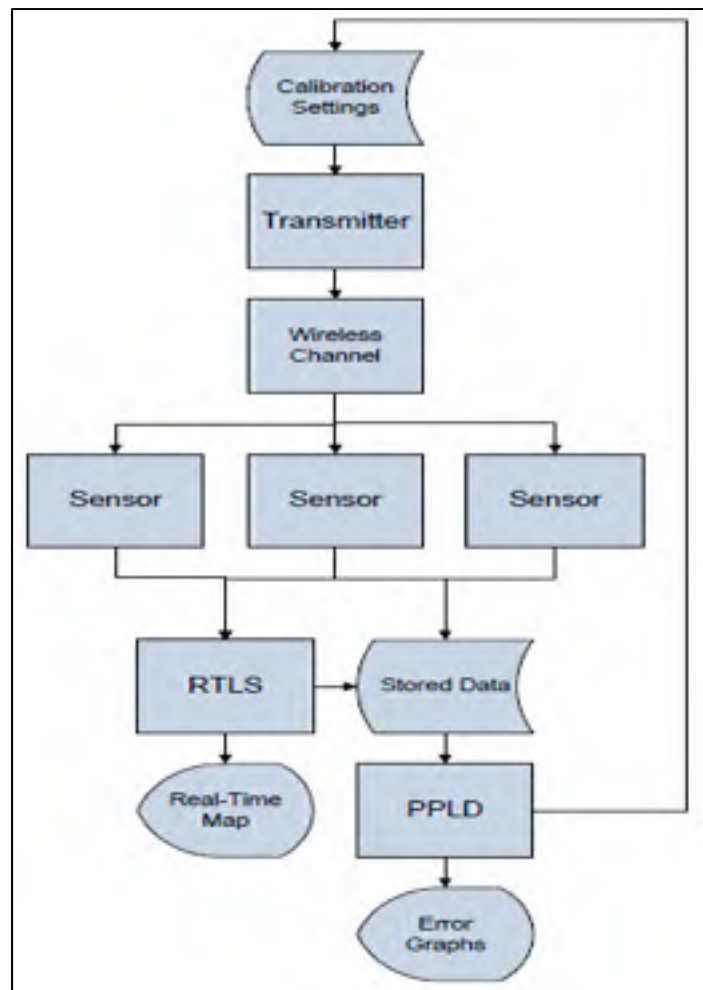 Calibration
Settings
Transmitter
Wireless
Channel
Sensor
Sensor
Sensor
RTLS
Stored Data
Real-Time
Map
PPLD
Error
Graphs